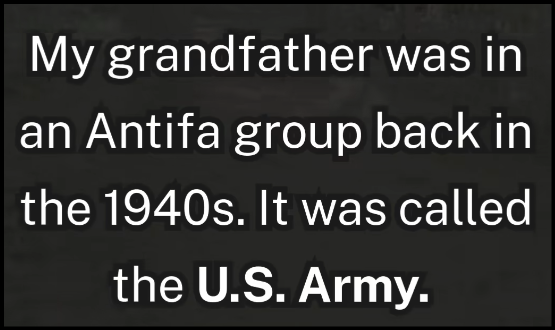 My grandfather was in
an Antifa group back in
the 1940s. It was called
the U.S. Army.